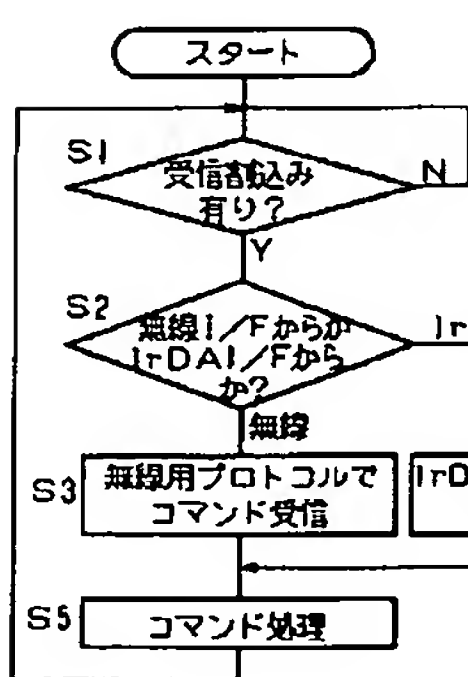 スタート
S1
受信割込み
有り?
N
Y
S2
無線I/Fからか
IrDAI/Fから
か?
Ir
無線
S3
無線用プロトコルで
コマンド受信
IrD
S5
コマンド処理